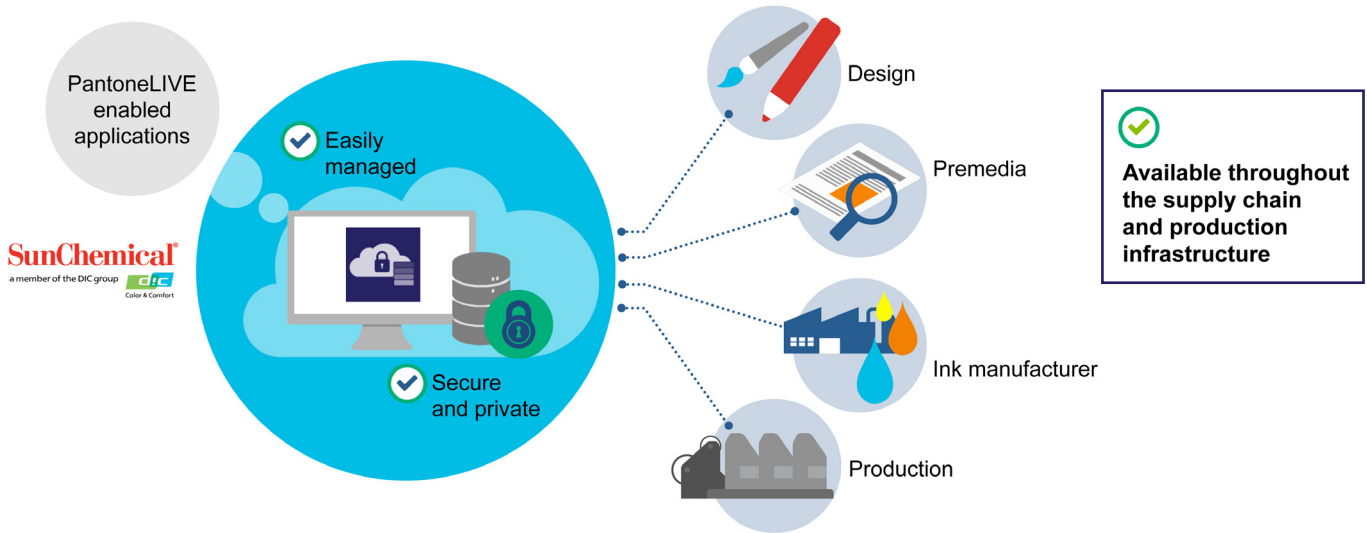 PantoneLIVE
enabled
applications
Easily
managed
SunChemical®
a member of the DIC group
dic
Color & Comfort
Secure
and private
Design
Premedia
Ink manufacturer
Production
Available throughout
the supply chain
and production
infrastructure